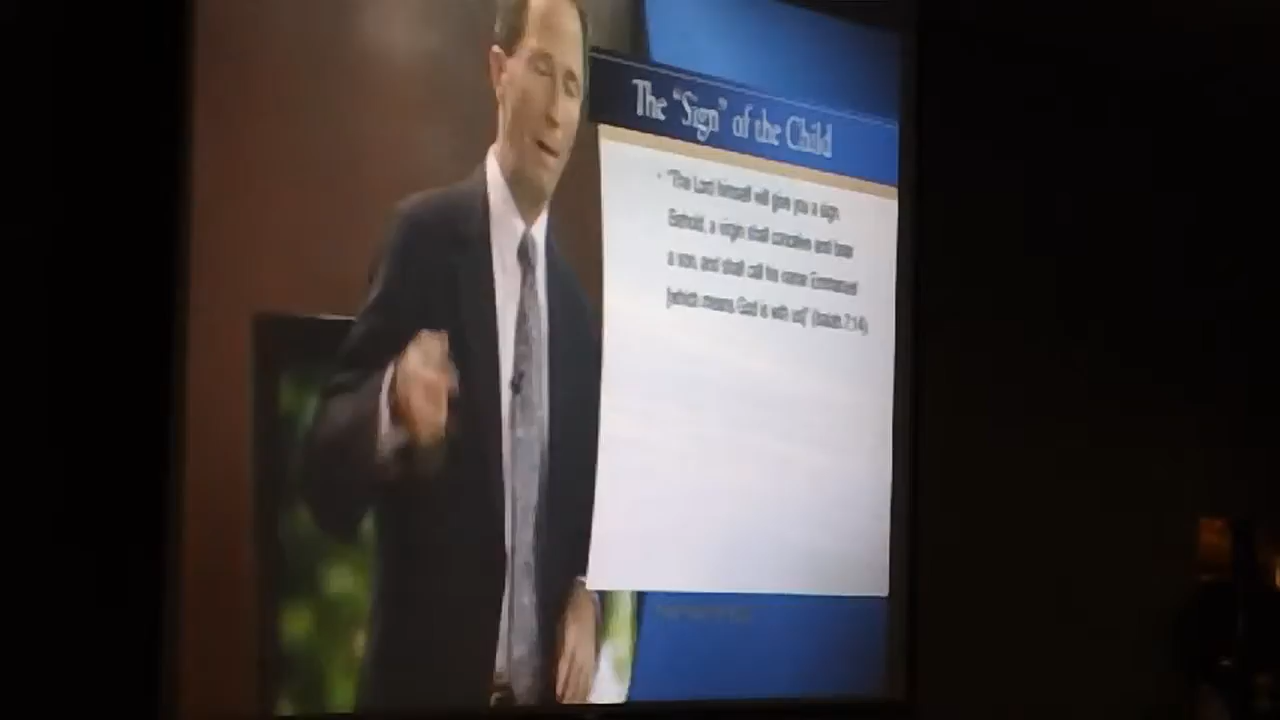 The "Sign" of the Child
• "The Lord himself will give you a sign.
Behold, a virgin shall conceive and bear
a son, and shall call his name Emmanuel
[which means, God is with us]" (Isaiah 7:14)